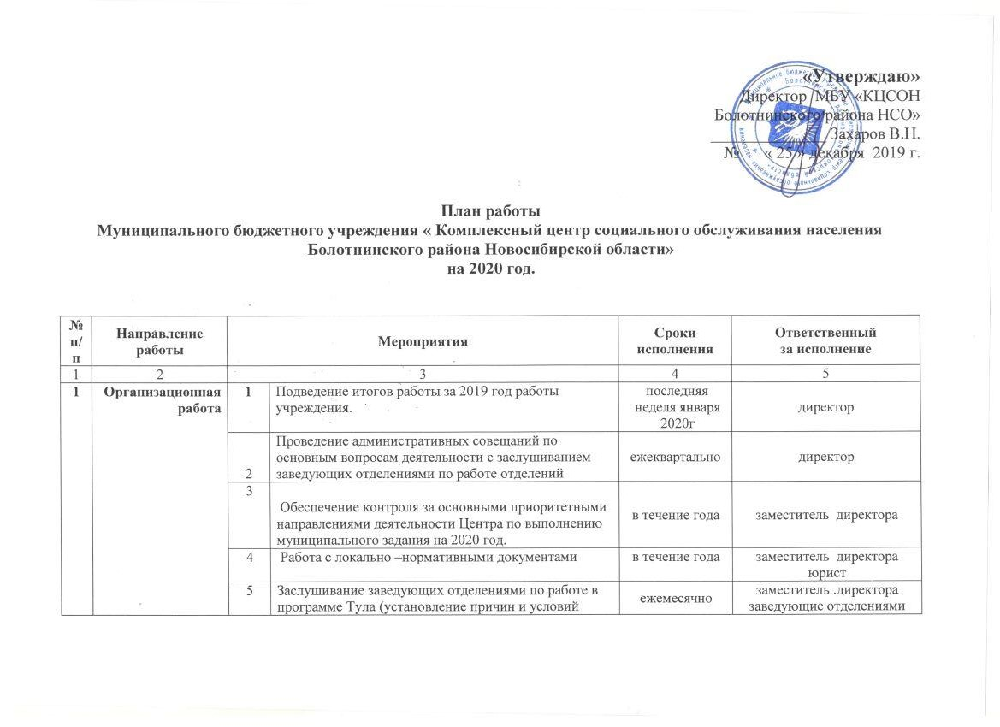 «Утверждаю»
Директор МБУ «КЦСОН
Болотнинского района НСО»
Захаров В.Н.
№ « 25 » декабря 2019 г.
План работы
Муниципального бюджетного учреждения « Комплексный центр социального обслуживания населения
Болотнинского района Новосибирской области»
на 2020 год.
№ п/п
Направление работы
Мероприятия
Сроки исполнения
Ответственный за исполнение
1 2 3 4 5
1 Организационная работа
1 Подведение итогов работы за 2019 год работы
учреждения.
последняя неделя января 2020г
директор
2 Проведение административных совещаний по
основным вопросам деятельности с заслушиванием
заведующих отделениями по работе отделений
ежеквартально
директор
3 Обеспечение контроля за основными приоритетными
направлениями деятельности Центра по выполнению
муниципального задания на 2020 год.
в течение года
заместитель директора
4 Работа с локально –нормативными документами
в течение года
заместитель директора
юрист
5 Заслушивание заведующих отделениями по работе в
программе Тула (установление причин и условий
ежемесячно
заместитель .директора
заведующие отделениями